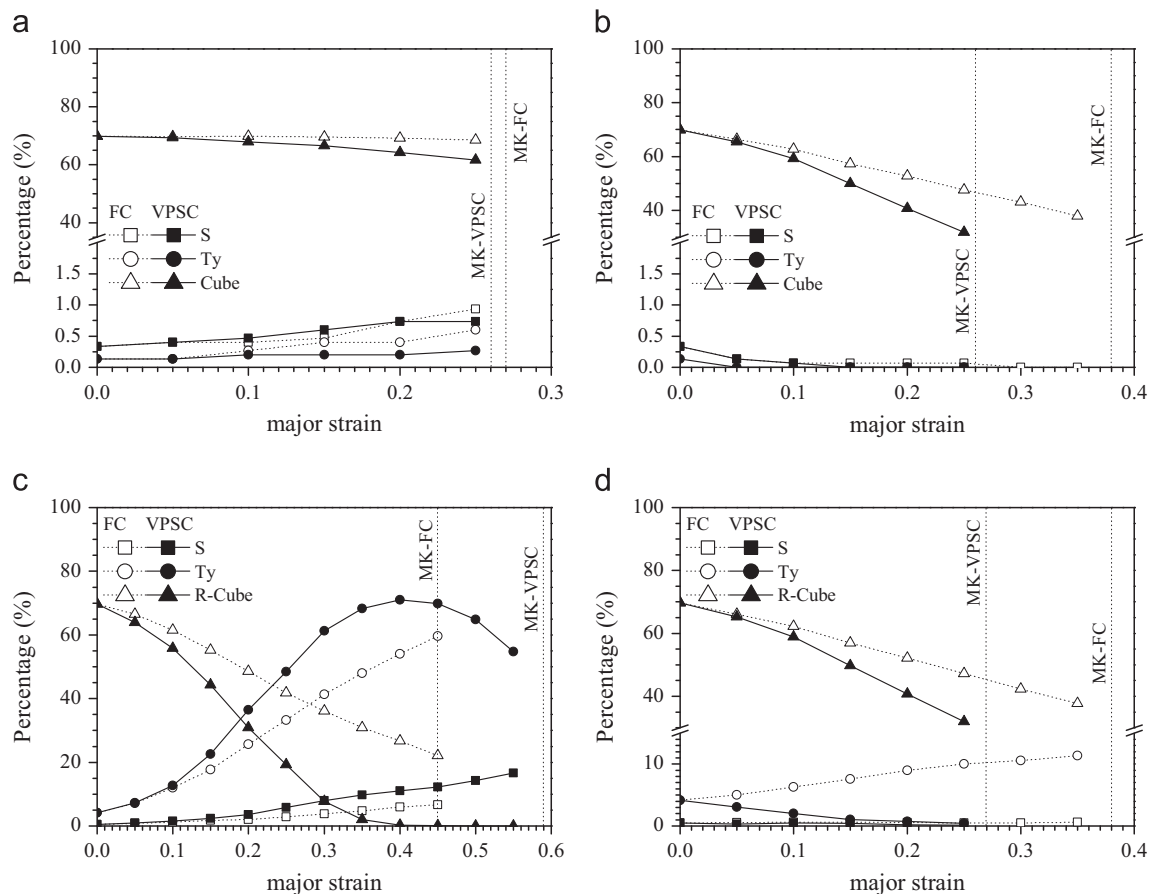 a
100
80
60
40
1.5
1.0
0.5
0.0
Percentage (%)
FC VPSC
S
Ty
Cube
MK-VPSC
MK-FC
0.0 0.1 0.2 0.3
major strain
b
100
80
60
40
1.5
1.0
0.5
0.0
Percentage (%)
FC VPSC
S
Ty
Cube
MK-VPSC
MK-FC
0.0 0.1 0.2 0.3 0.4
major strain
c
100
80
60
40
20
0
Percentage (%)
FC VPSC
S
Ty
R-Cube
MK-FC
MK-VPSC
0.0 0.1 0.2 0.3 0.4 0.5 0.6
major strain
d
100
80
60
40
10
0
Percentage (%)
FC VPSC
S
Ty
R-Cube
MK-VPSC
MK-FC
0.0 0.1 0.2 0.3 0.4
major strain